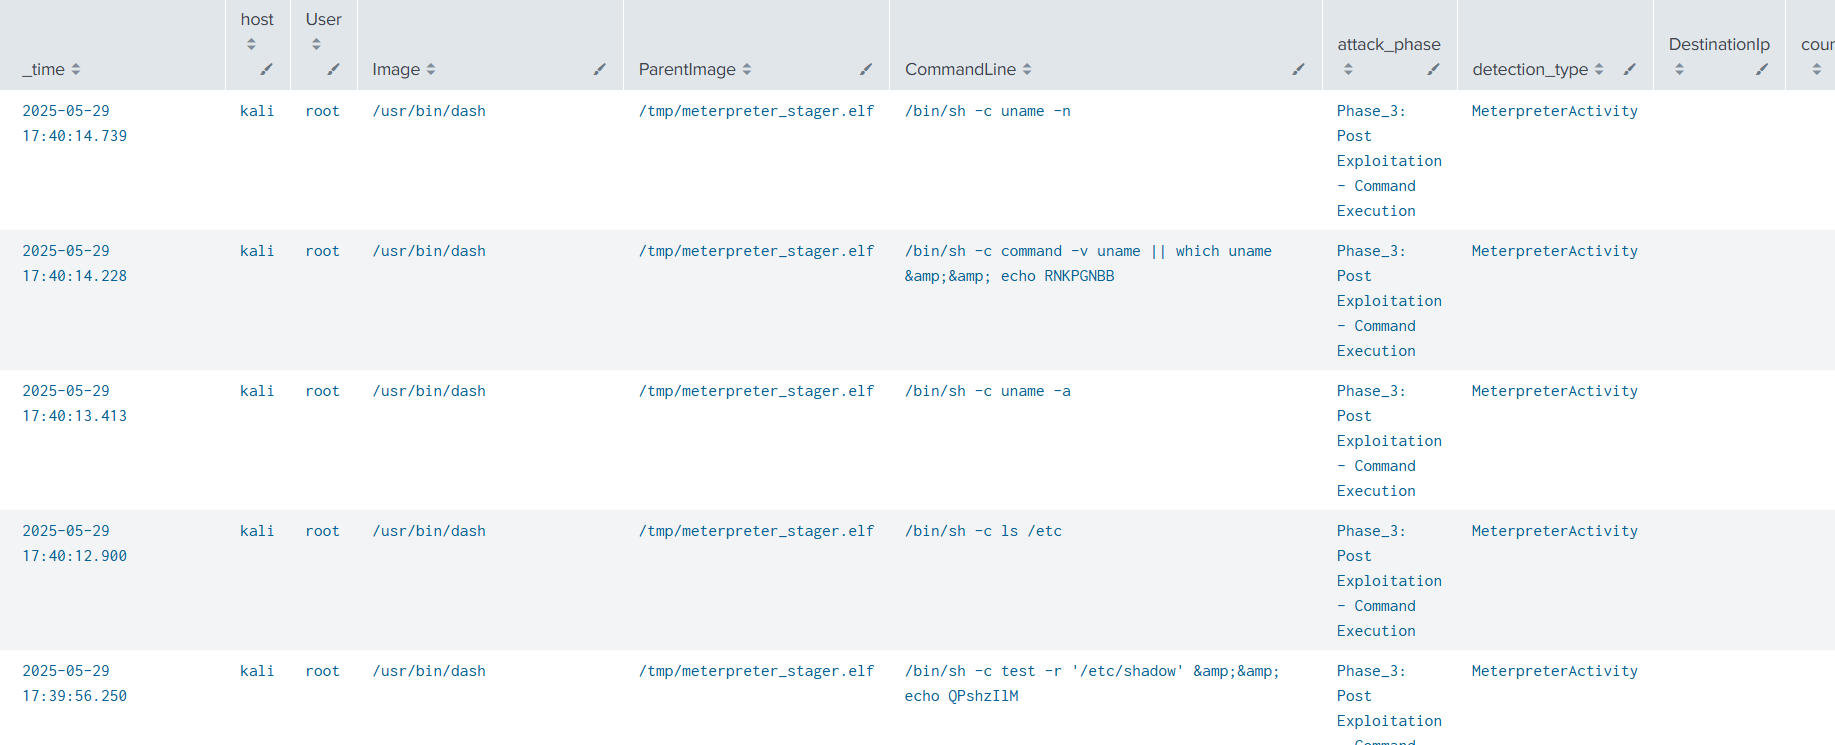 _time host User Image ParentImage CommandLine attack_phase detection_type DestinationIp cour
2025-05-29 17:40:14.739 kali root /usr/bin/dash /tmp/meterpreter_stager.elf /bin/sh -c uname -n Phase_3: Post Exploitation - Command Execution MeterpreterActivity
2025-05-29 17:40:14.228 kali root /usr/bin/dash /tmp/meterpreter_stager.elf /bin/sh -c command -v uname || which uname &amp;&amp; echo RNKPGNBB Phase_3: Post Exploitation - Command Execution MeterpreterActivity
2025-05-29 17:40:13.413 kali root /usr/bin/dash /tmp/meterpreter_stager.elf /bin/sh -c uname -a Phase_3: Post Exploitation - Command Execution MeterpreterActivity
2025-05-29 17:40:12.900 kali root /usr/bin/dash /tmp/meterpreter_stager.elf /bin/sh -c ls /etc Phase_3: Post Exploitation - Command Execution MeterpreterActivity
2025-05-29 17:39:56.250 kali root /usr/bin/dash /tmp/meterpreter_stager.elf /bin/sh -c test -r '/etc/shadow' &amp;&amp; echo QPshzIlM Phase_3: Post Exploitation - Command MeterpreterActivity